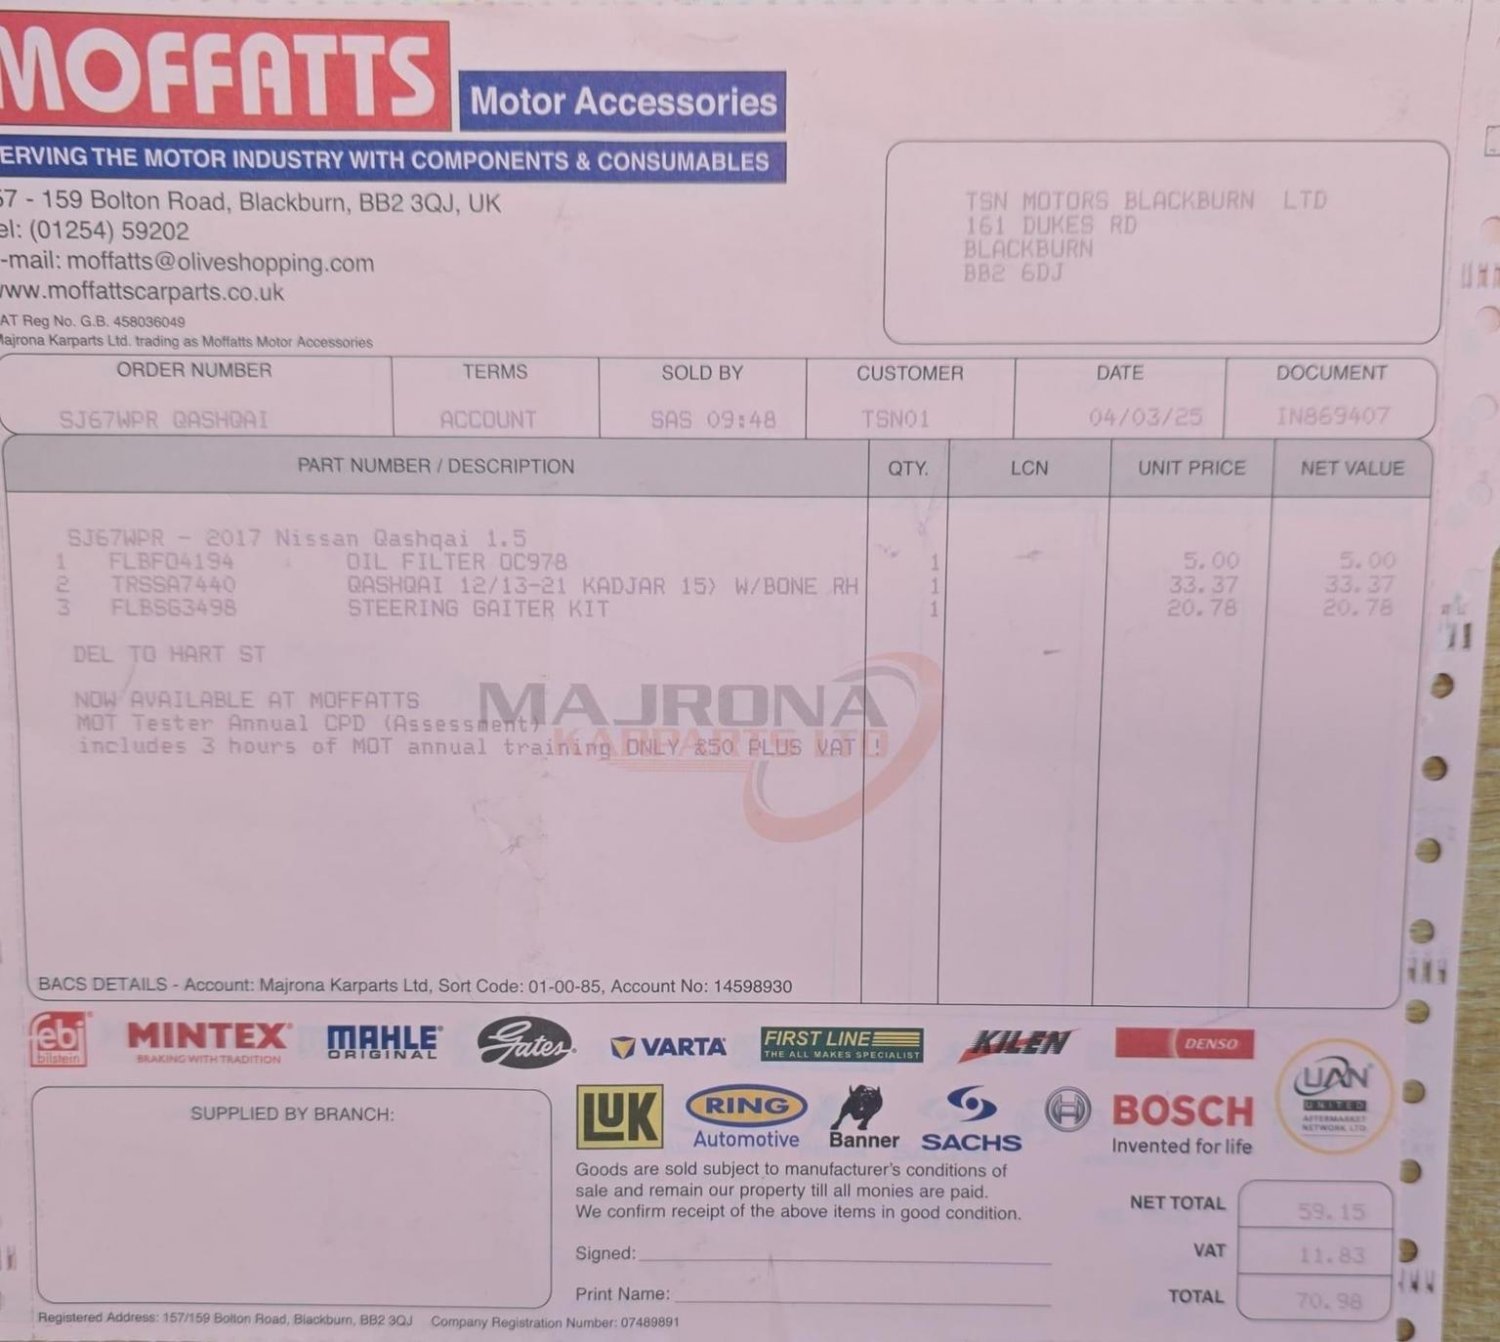 MOFFATTS
Motor Accessories
ERVING THE MOTOR INDUSTRY WITH COMPONENTS & CONSUMABLES
57 - 159 Bolton Road, Blackburn, BB2 3QJ, UK
el: (01254) 59202
-mail: moffatts@oliveshopping.com
www.moffattscarparts.co.uk
AT Reg No. G.B. 458036049
Majrona Karparts Ltd. trading as Moffatts Motor Accessories
TSN MOTORS BLACKBURN LTD
161 DUKES RD
BLACKBURN
BB2 6DJ
ORDER NUMBER TERMS SOLD BY CUSTOMER DATE DOCUMENT
SJ67WPR QASHQAI ACCOUNT SAS 09:48 TSN01 04/03/25 IN869407
PART NUMBER / DESCRIPTION QTY. LCN UNIT PRICE NET VALUE
SJ67WPR - 2017 Nissan Qashqai 1.5
1 FLBFO4194 OIL FILTER OC978 1 5.00 5.00
2 TRSSA7440 QASHQAI 12/13-21 KADJAR 15> W/BONE RH 1 33.37 33.37
3 FLBSG3498 STEERING GAITER KIT 1 20.78 20.78
DEL TO HART ST
NOW AVAILABLE AT MOFFATTS
MOT Tester Annual CPD (Assessment)
includes 3 hours of MOT annual training ONLY £50 PLUS VAT !
MAJRONA
KARPARTS LTD
BACS DETAILS - Account: Majrona Karparts Ltd, Sort Code: 01-00-85, Account No: 14598930
febi
bilstein
MINTEX
BRAKING WITH TRADITION
MAHLE
ORIGINAL
Gates
VARTA
FIRST LINE
THE ALL MAKES SPECIALIST
KILEN
DENSO
LUK
RING
Automotive
Banner
SACHS
BOSCH
Invented for life
UAN
UNITED
AFTERMARKET
NETWORK LTD
SUPPLIED BY BRANCH:
Goods are sold subject to manufacturer's conditions of
sale and remain our property till all monies are paid.
We confirm receipt of the above items in good condition.
Signed:
Print Name:
NET TOTAL 59.15
VAT 11.83
TOTAL 70.98
Registered Address: 157/159 Bolton Road, Blackburn, BB2 3QJ Company Registration Number: 07489891